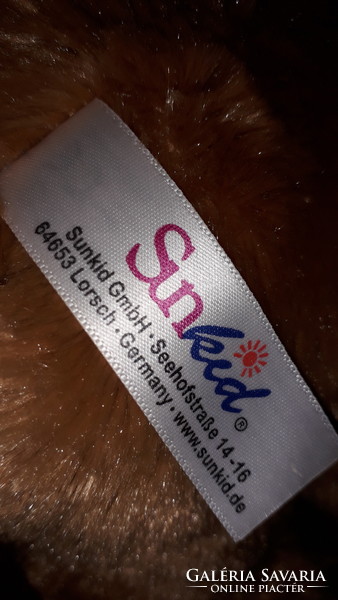 Sunkid®
Sunkid GmbH · Seehofstraße 14-16
64653 Lorsch · Germany · www.sunkid.de
GALÉRIA SAVARIA
ONLINE PIACTÉR